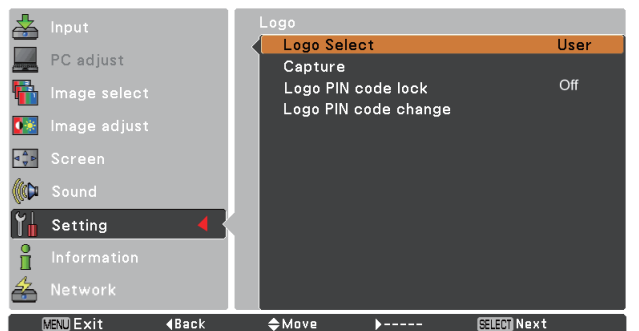 Input
PC adjust
Image select
Image adjust
Screen
Sound
Setting
Information
Network
Logo
Logo Select User
Capture
Logo PIN code lock Off
Logo PIN code change
MENU Exit ◀Back ◆Move ▶----- SELECT Next